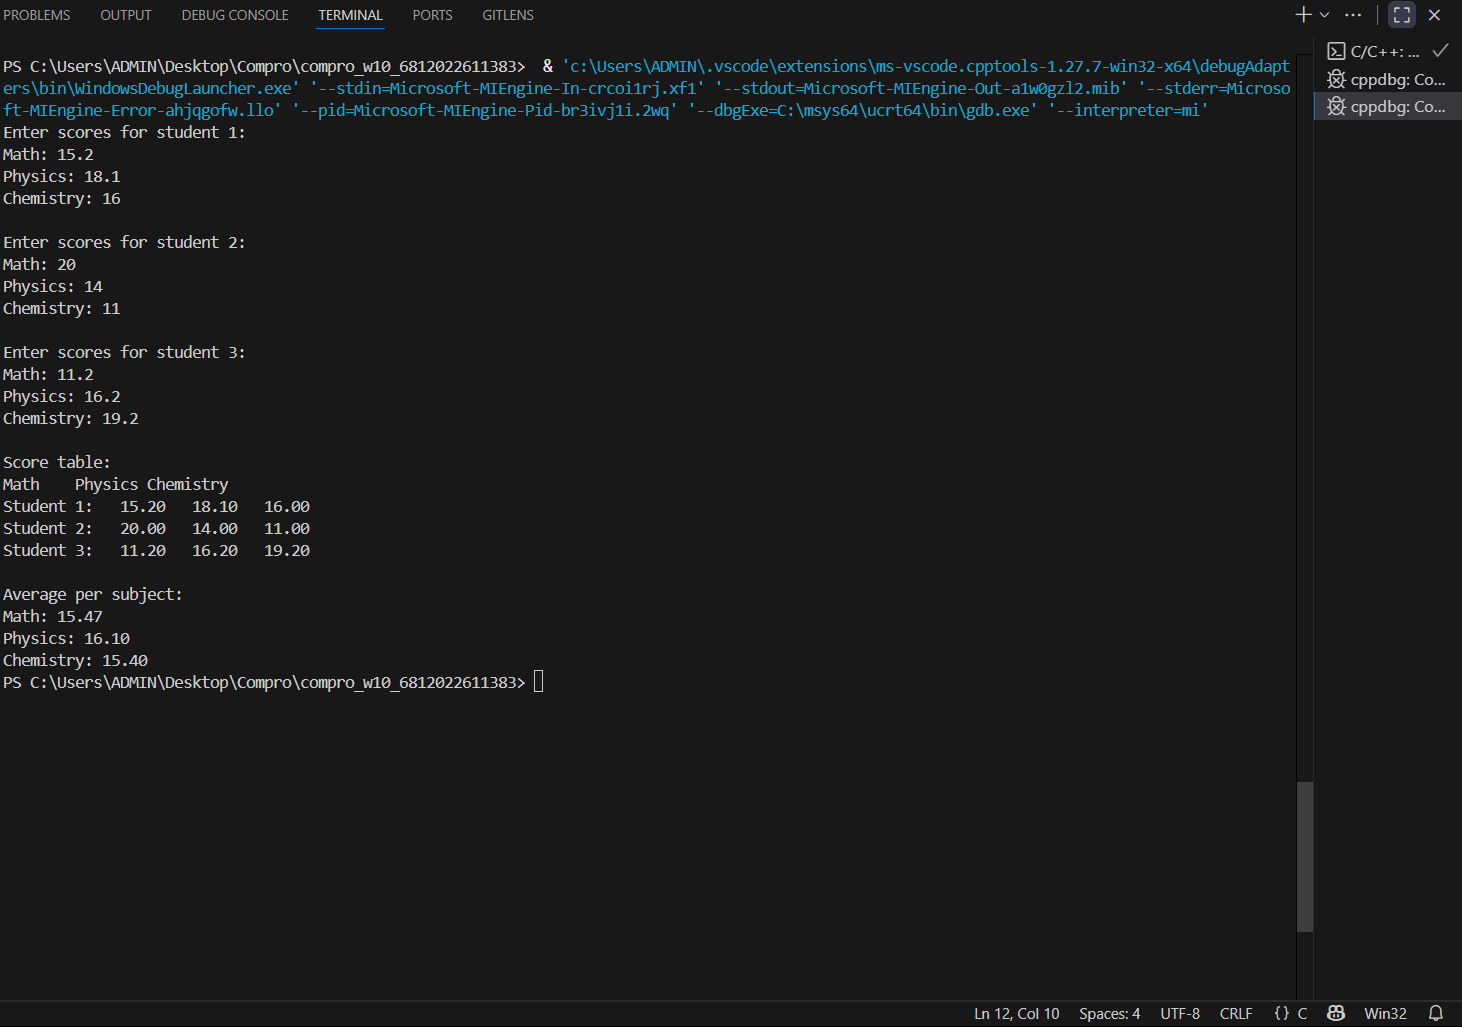 PROBLEMS OUTPUT DEBUG CONSOLE TERMINAL PORTS GITLENS
PS C:\Users\ADMIN\Desktop\Compro\compro_w10_6812022611383>  & 'c:\Users\ADMIN\.vscode\extensions\ms-vscode.cpptools-1.27.7-win32-x64\debugAdapt
ers\bin\WindowsDebugLauncher.exe' '--stdin=Microsoft-MIEngine-In-crcoi1rj.xf1' '--stdout=Microsoft-MIEngine-Out-a1w0gzl2.mib' '--stderr=Microso
ft-MIEngine-Error-ahjqgofw.llo' '--pid=Microsoft-MIEngine-Pid-br3ivj1i.2wq' '--dbgExe=C:\msys64\ucrt64\bin\gdb.exe' '--interpreter=mi'
Enter scores for student 1:
Math: 15.2
Physics: 18.1
Chemistry: 16
Enter scores for student 2:
Math: 20
Physics: 14
Chemistry: 11
Enter scores for student 3:
Math: 11.2
Physics: 16.2
Chemistry: 19.2
Score table:
Math    Physics Chemistry
Student 1:   15.20   18.10   16.00
Student 2:   20.00   14.00   11.00
Student 3:   11.20   16.20   19.20
Average per subject:
Math: 15.47
Physics: 16.10
Chemistry: 15.40
PS C:\Users\ADMIN\Desktop\Compro\compro_w10_6812022611383>
C/C++: ...
cppdbg: Co...
cppdbg: Co...
Ln 12, Col 10 Spaces: 4 UTF-8 CRLF {} C Win32